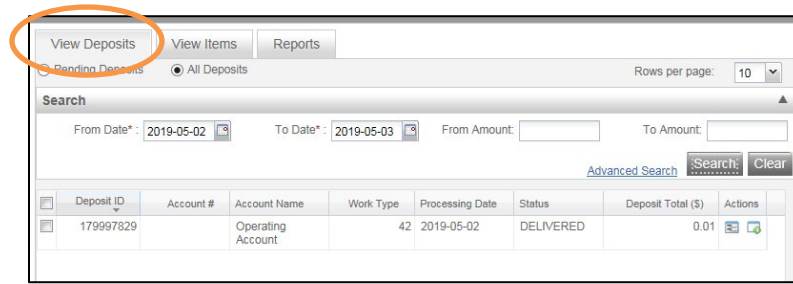 View Deposits View Items Reports
Pending Deposits All Deposits Rows per page: 10
Search
From Date* : 2019-05-02 To Date* : 2019-05-03 From Amount: To Amount:
Advanced Search Search Clear
Deposit ID Account # Account Name Work Type Processing Date Status Deposit Total ($) Actions
179997829 Operating Account 42 2019-05-02 DELIVERED 0.01